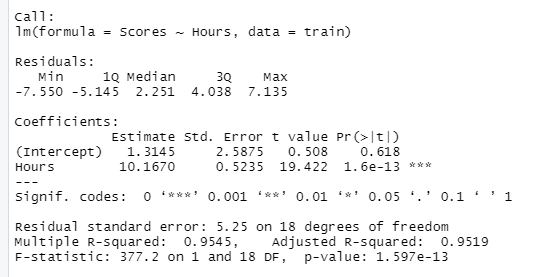 Call:
lm(formula = Scores ~ Hours, data = train)
Residuals:
Min 1Q Median 3Q Max
-7.550 -5.145 2.251 4.038 7.135
Coefficients:
Estimate Std. Error t value Pr(>|t|)
(Intercept) 1.3145 2.5875 0.508 0.618
Hours 10.1670 0.5235 19.422 1.6e-13 ***
---
Signif. codes: 0 ‘***’ 0.001 ‘**’ 0.01 ‘*’ 0.05 ‘.’ 0.1 ‘ ’ 1
Residual standard error: 5.25 on 18 degrees of freedom
Multiple R-squared: 0.9545, Adjusted R-squared: 0.9519
F-statistic: 377.2 on 1 and 18 DF, p-value: 1.597e-13